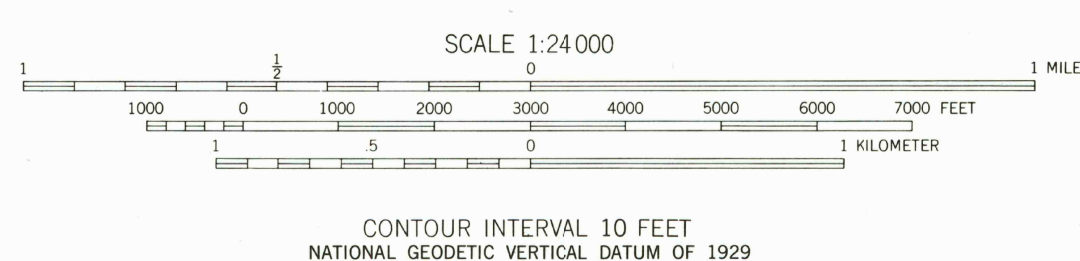 SCALE 1:24 000
1 1/2 0 1 MILE
1000 0 1000 2000 3000 4000 5000 6000 7000 FEET
1 .5 0 1 KILOMETER
CONTOUR INTERVAL 10 FEET
NATIONAL GEODETIC VERTICAL DATUM OF 1929